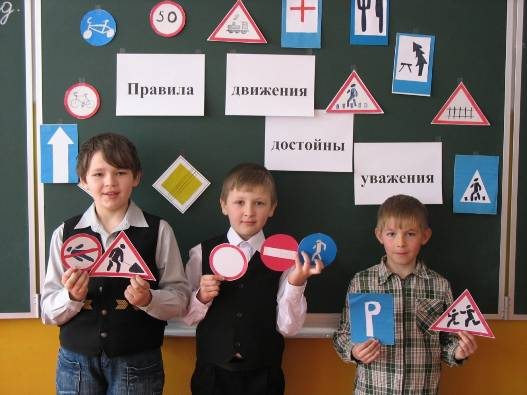 50
Правила
движения
достойны
уважения
P